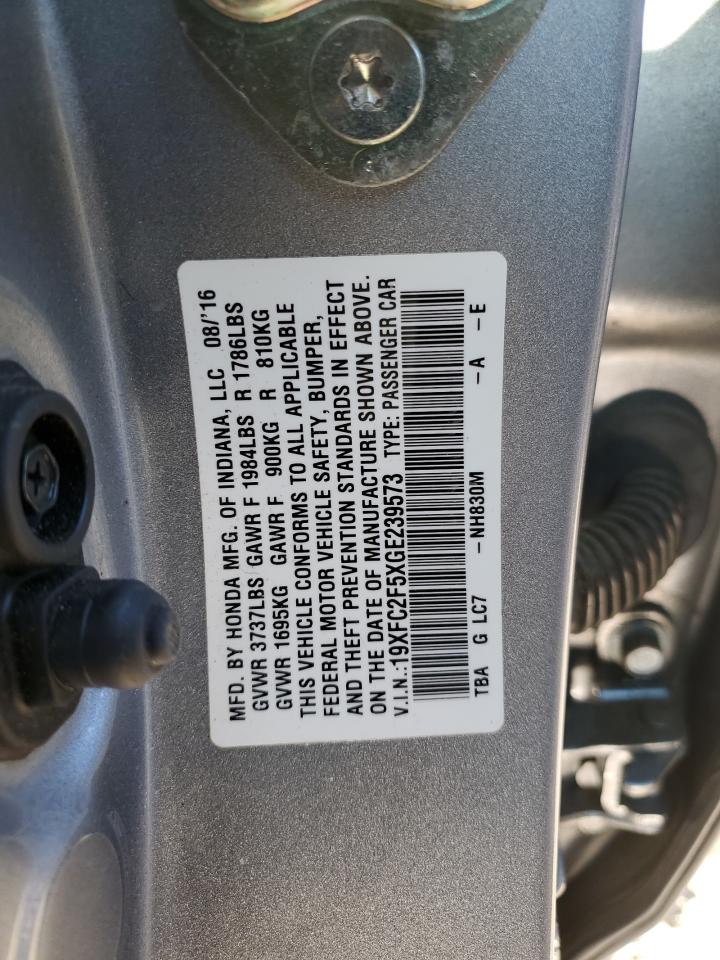 MFD. BY HONDA MFG. OF INDIANA, LLC 08/'16
GVWR 3737LBS GAWR F 1984LBS R 1786LBS
GVWR 1695KG GAWR F 900KG R 810KG
THIS VEHICLE CONFORMS TO ALL APPLICABLE
FEDERAL MOTOR VEHICLE SAFETY, BUMPER,
AND THEFT PREVENTION STANDARDS IN EFFECT
ON THE DATE OF MANUFACTURE SHOWN ABOVE.
V.I.N.:19XFC2F5XGE239573 TYPE: PASSENGER CAR
TBA G LC7 -NH830M -A -E